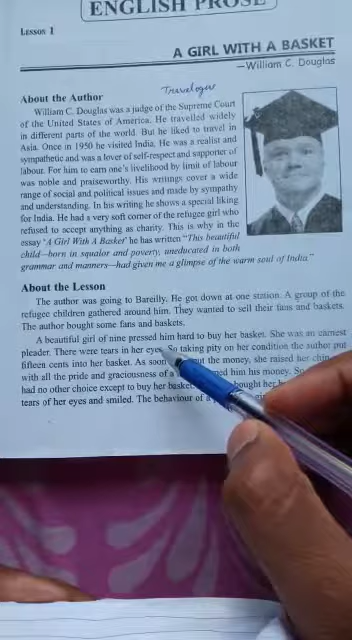 ENGLISH PROSE
Lesson 1
A GIRL WITH A BASKET
—William C. Douglas
Travelogue
About the Author
William C. Douglas was a judge of the Supreme Court
of the United States of America. He travelled widely
in different parts of the world. But he liked to travel in
Asia. Once in 1950 he visited India. He was a realist and
sympathetic and was a lover of self-respect and supporter of
labour. For him to earn one's livelihood by limit of labour
was noble and praiseworthy. His writings cover a wide
range of social and political issues and made by sympathy
and understanding. In his writing he shows a special liking
for India. He had a very soft corner of the refugee girl who
refused to accept anything as charity. This is why in the
essay 'A Girl With A Basket' he has written "This beautiful
child—born in squalor and poverty, uneducated in both
grammar and manners—had given me a glimpse of the warm soul of India."
About the Lesson
The author was going to Bareilly. He got down at one station. A group of the
refugee children gathered around him. They wanted to sell their fans and baskets.
The author bought some fans and baskets.
A beautiful girl of nine pressed him hard to buy her basket. She was an earnest
pleader. There were tears in her eyes. So taking pity on her condition the author put
fifteen cents into her basket. As soon put the money, she raised her chin
with all the pride and graciousness of a him his money. So
had no other choice except to buy her basket. bought her
tears of her eyes and smiled. The behaviour of a